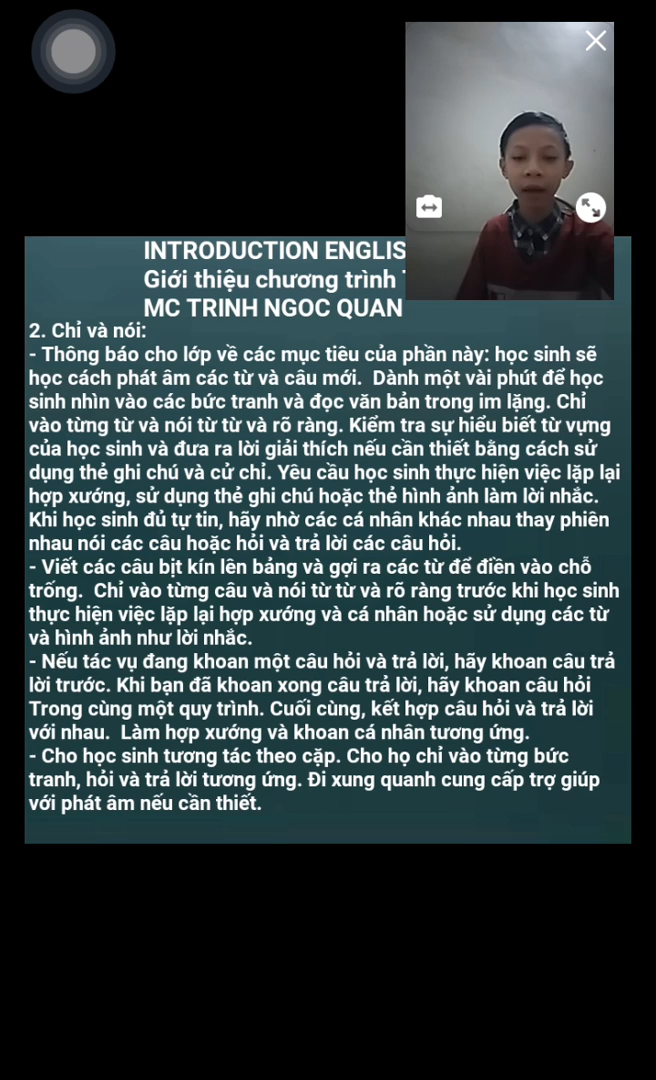 INTRODUCTION ENGLIS
Giới thiệu chương trình
MC TRINH NGOC QUAN
2. Chỉ và nói:
- Thông báo cho lớp về các mục tiêu của phần này: học sinh sẽ
học cách phát âm các từ và câu mới. Dành một vài phút để học
sinh nhìn vào các bức tranh và đọc văn bản trong im lặng. Chỉ
vào từng từ và nói từ từ và rõ ràng. Kiểm tra sự hiểu biết từ vựng
của học sinh và đưa ra lời giải thích nếu cần thiết bằng cách sử
dụng thẻ ghi chú và cử chỉ. Yêu cầu học sinh thực hiện việc lặp lại
hợp xướng, sử dụng thẻ ghi chú hoặc thẻ hình ảnh làm lời nhắc.
Khi học sinh đủ tự tin, hãy nhờ các cá nhân khác nhau thay phiên
nhau nói các câu hoặc hỏi và trả lời các câu hỏi.
- Viết các câu bịt kín lên bảng và gợi ra các từ để điền vào chỗ
trống. Chỉ vào từng câu và nói từ từ và rõ ràng trước khi học sinh
thực hiện việc lặp lại hợp xướng và cá nhân hoặc sử dụng các từ
và hình ảnh như lời nhắc.
- Nếu tác vụ đang khoan một câu hỏi và trả lời, hãy khoan câu trả
lời trước. Khi bạn đã khoan xong câu trả lời, hãy khoan câu hỏi
Trong cùng một quy trình. Cuối cùng, kết hợp câu hỏi và trả lời
với nhau. Làm hợp xướng và khoan cá nhân tương ứng.
- Cho học sinh tương tác theo cặp. Cho họ chỉ vào từng bức
tranh, hỏi và trả lời tương ứng. Đi xung quanh cung cấp trợ giúp
với phát âm nếu cần thiết.